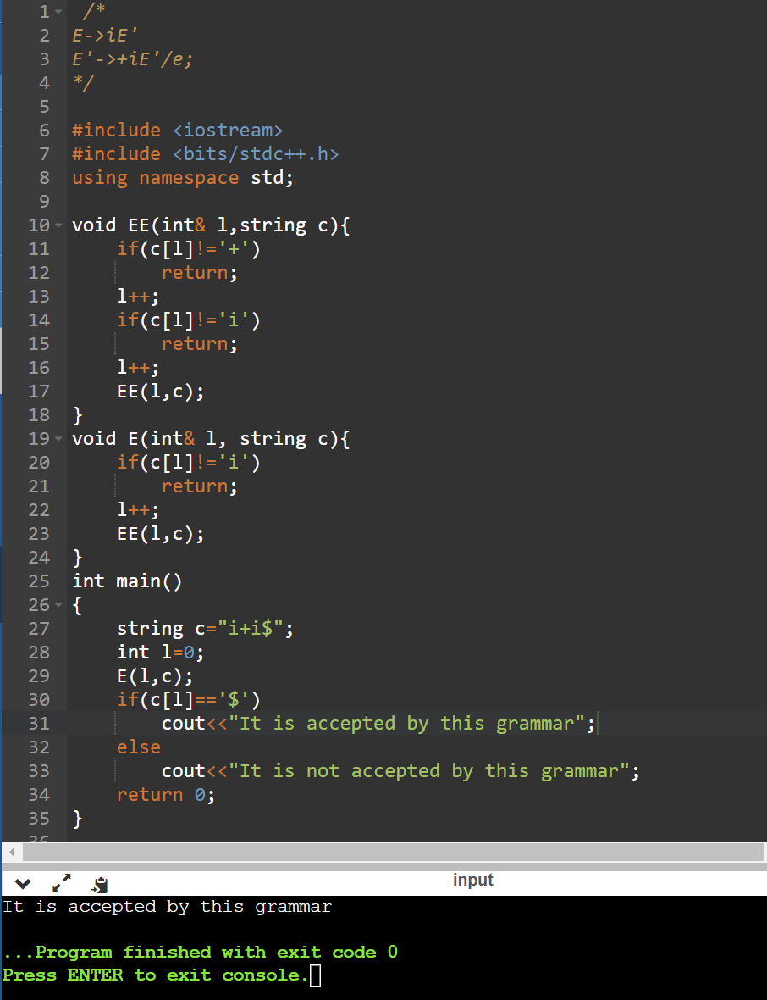 1 /*
2 E->iE'
3 E'->+iE'/e;
4 */
5
6 #include <iostream>
7 #include <bits/stdc++.h>
8 using namespace std;
9
10 void EE(int& l,string c){
11     if(c[l]!='+')
12         return;
13     l++;
14     if(c[l]!='i')
15         return;
16     l++;
17     EE(l,c);
18 }
19 void E(int& l, string c){
20     if(c[l]!='i')
21         return;
22     l++;
23     EE(l,c);
24 }
25 int main()
26 {
27     string c="i+i$";
28     int l=0;
29     E(l,c);
30     if(c[l]=='$')
31         cout<<"It is accepted by this grammar";
32     else
33         cout<<"It is not accepted by this grammar";
34     return 0;
35 }
36
input
It is accepted by this grammar
...Program finished with exit code 0
Press ENTER to exit console.